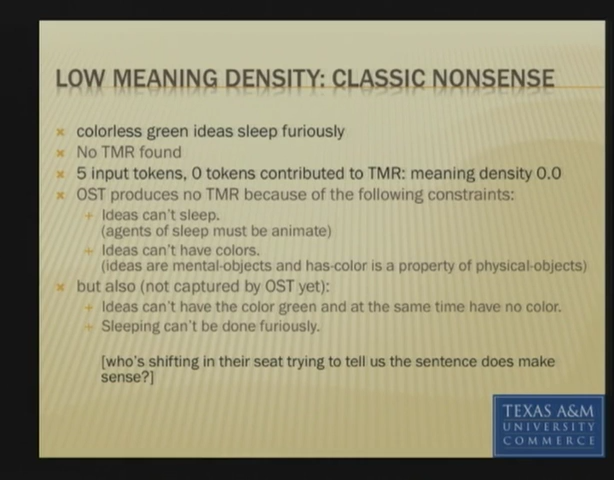 LOW MEANING DENSITY: CLASSIC NONSENSE
colorless green ideas sleep furiously
No TMR found
5 input tokens, 0 tokens contributed to TMR: meaning density 0.0
OST produces no TMR because of the following constraints:
Ideas can't sleep.
(agents of sleep must be animate)
Ideas can't have colors.
(ideas are mental-objects and has-color is a property of physical-objects)
but also (not captured by OST yet):
Ideas can't have the color green and at the same time have no color.
Sleeping can't be done furiously.
[who's shifting in their seat trying to tell us the sentence does make
sense?]
TEXAS A&M
UNIVERSITY
COMMERCE